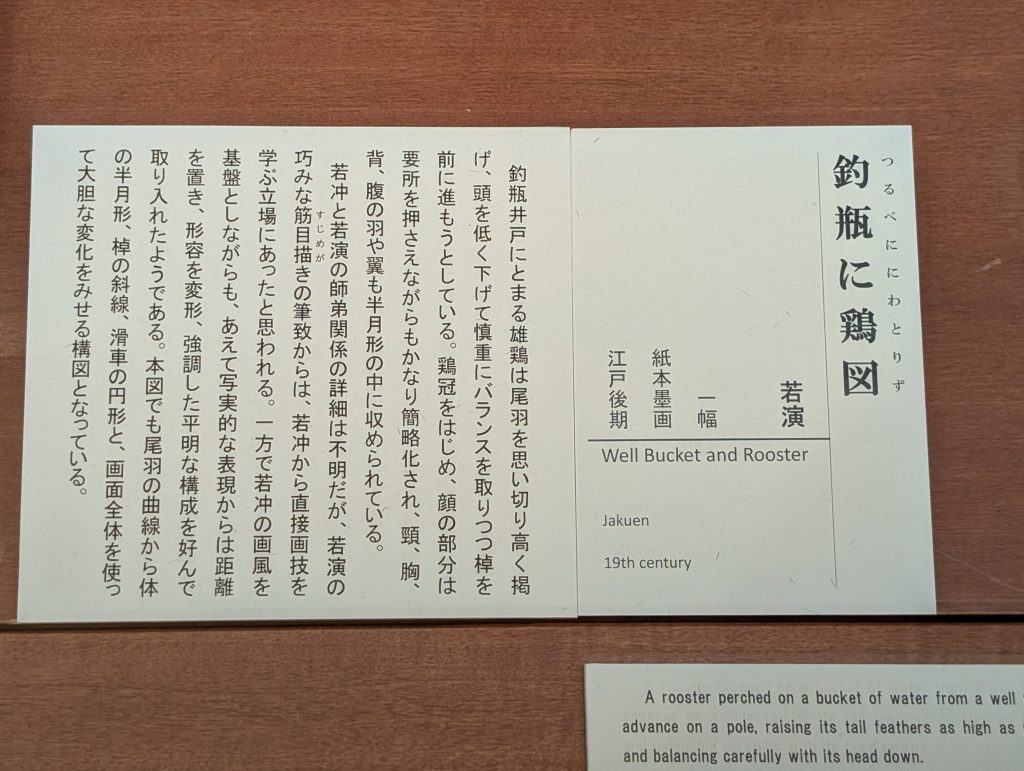 釣瓶に鶏図
つるべににわとりず
若演
一幅
紙本墨画
江戸後期
Well Bucket and Rooster
Jakuen
19th century
釣瓶井戸にとまる雄鶏は尾羽を思い切り高く掲
げ、頭を低く下げて慎重にバランスを取りつつ棹を
前に進もうとしている。鶏冠をはじめ、顔の部分は
要所を押さえながらもかなり簡略化され、頸、胸、
背、腹の羽や翼も半月形の中に収められている。
若冲と若演の師弟関係の詳細は不明だが、若演の
巧みな筋目描きの筆致からは、若冲から直接画技を
すじめが
学ぶ立場にあったと思われる。一方で若冲の画風を
基盤としながらも、あえて写実的な表現からは距離
を置き、形容を変形、強調した平明な構成を好んで
取り入れたようである。本図でも尾羽の曲線から体
の半月形、棹の斜線、滑車の円形と、画面全体を使っ
て大胆な変化をみせる構図となっている。
A rooster perched on a bucket of water from a well
advance on a pole, raising its tail feathers as high as
and balancing carefully with its head down.